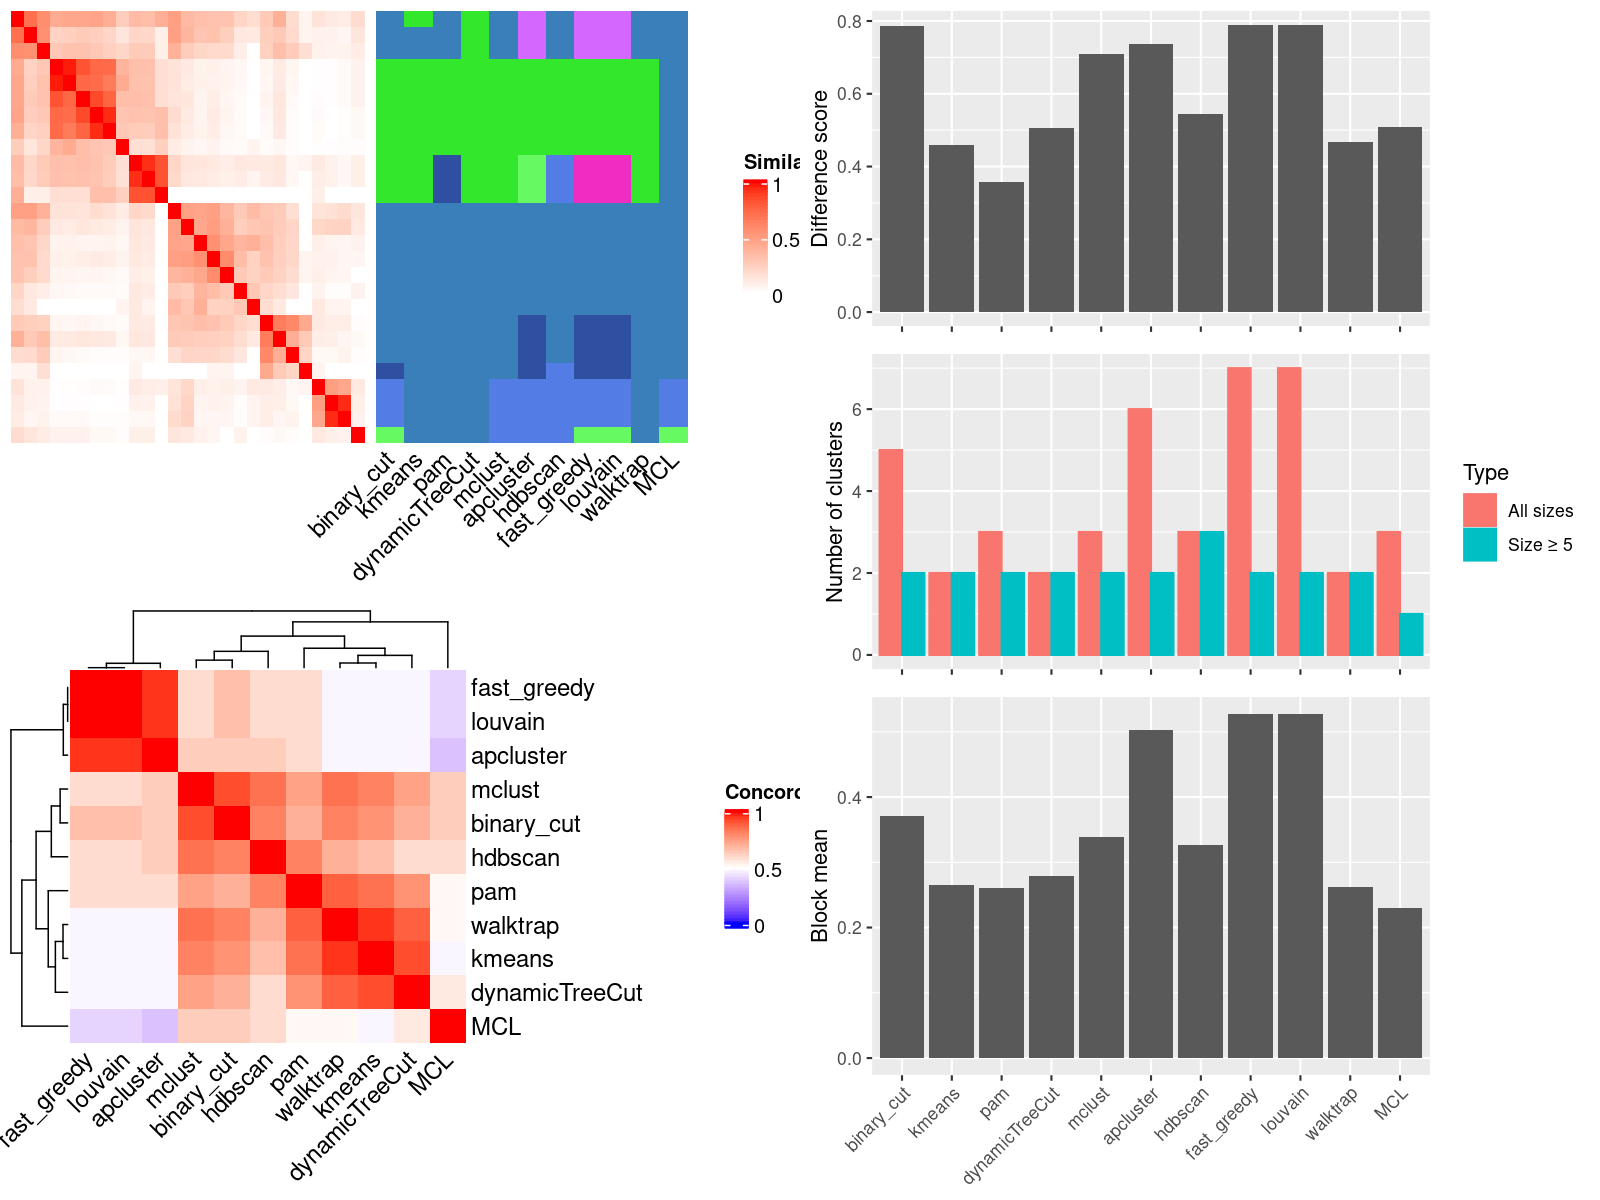 Simila
1
0.5
0
binary_cut
kmeans
pam
dynamicTreeCut
mclust
apcluster
hdbscan
fast_greedy
louvain
walktrap
MCL
fast_greedy
louvain
apcluster
mclust
binary_cut
hdbscan
pam
walktrap
kmeans
dynamicTreeCut
MCL
fast_greedy
louvain
apcluster
mclust
binary_cut
hdbscan
pam
walktrap
kmeans
dynamicTreeCut
MCL
Concord
1
0.5
0
Difference score
0.8
0.6
0.4
0.2
0.0
Number of clusters
6
4
2
0
Type
All sizes
Size ≥ 5
Block mean
0.4
0.2
0.0
binary_cut
kmeans
pam
dynamicTreeCut
mclust
apcluster
hdbscan
fast_greedy
louvain
walktrap
MCL